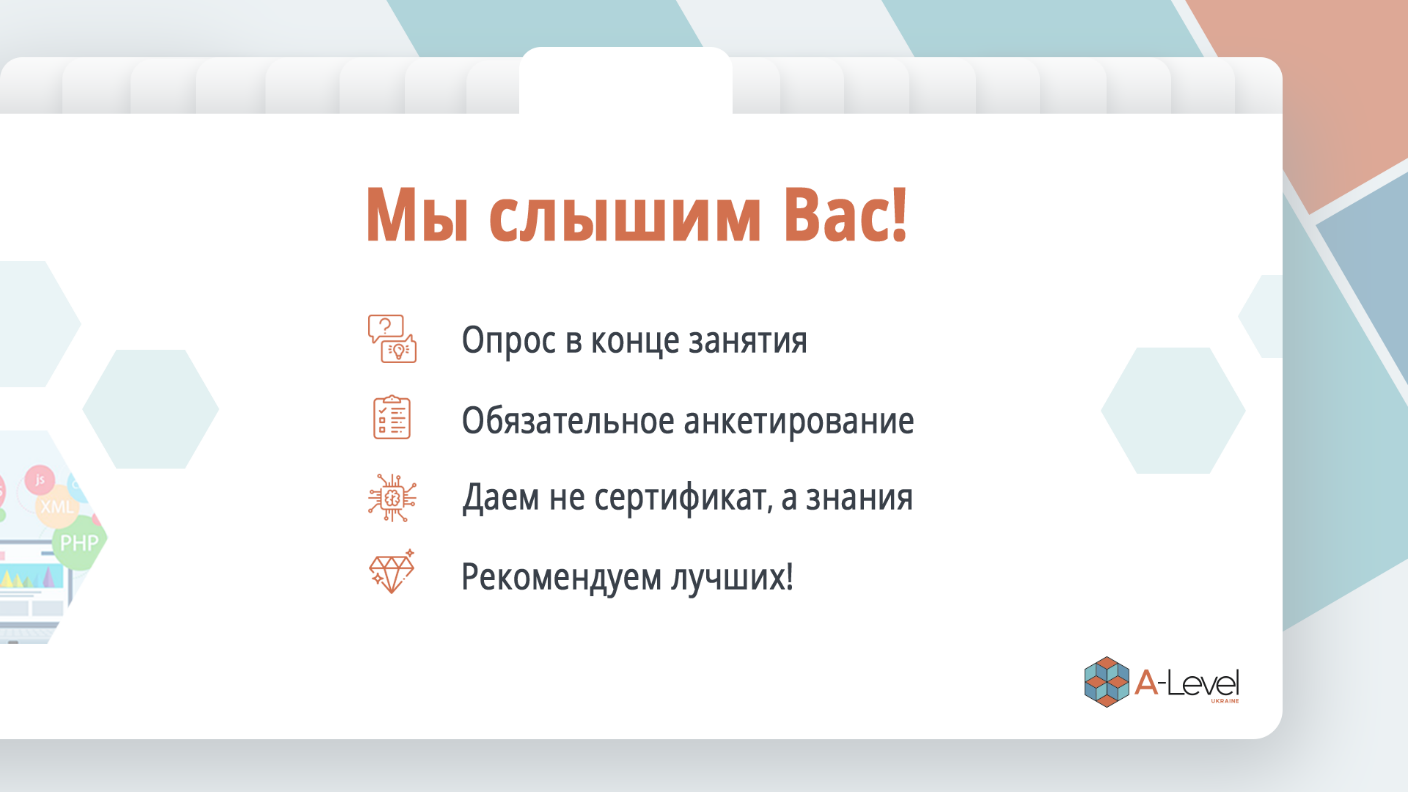 Мы слышим Вас!
Опрос в конце занятия
Обязательное анкетирование
Даем не сертификат, а знания
Рекомендуем лучших!
js
XML
PHP
A-Level
UKRAINE